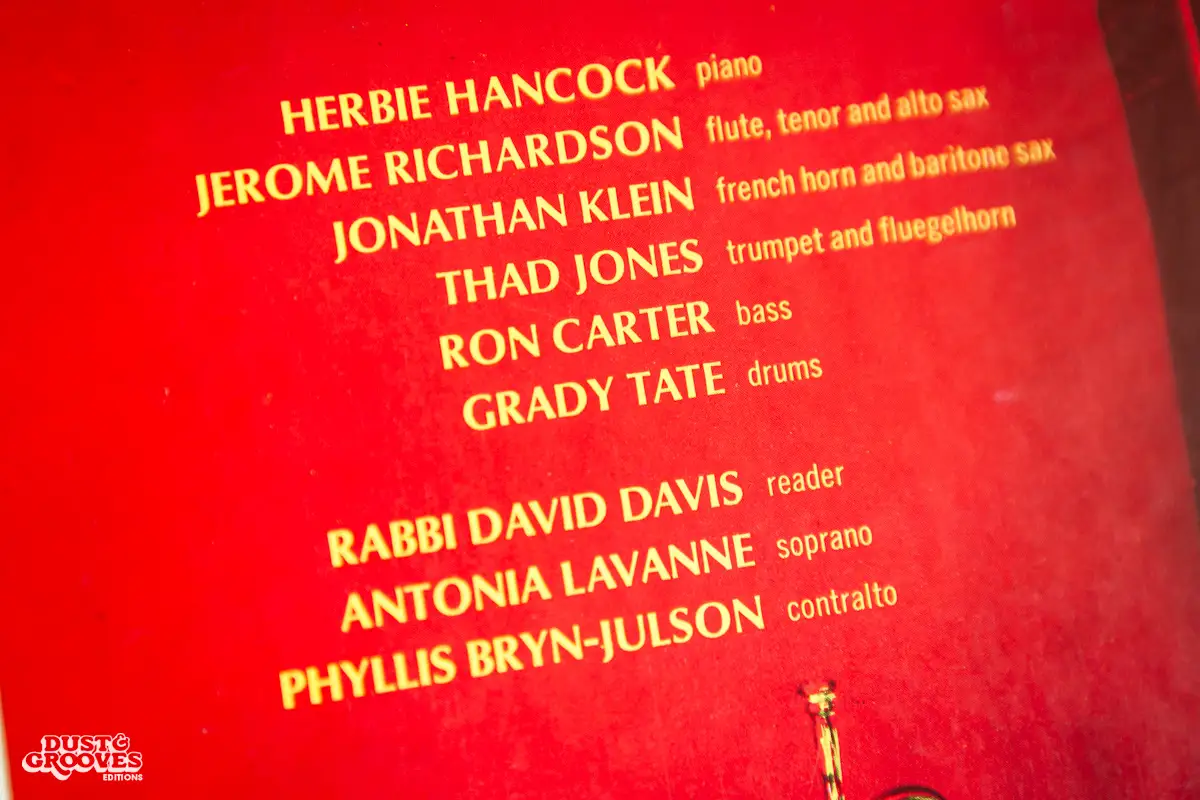 HERBIE HANCOCK piano
JEROME RICHARDSON flute, tenor and alto sax
JONATHAN KLEIN french horn and baritone sax
THAD JONES trumpet and fluegelhorn
RON CARTER bass
GRADY TATE drums
RABBI DAVID DAVIS reader
ANTONIA LAVANNE soprano
PHYLLIS BRYN-JULSON contralto
DUST &
GROOVES
EDITIONS